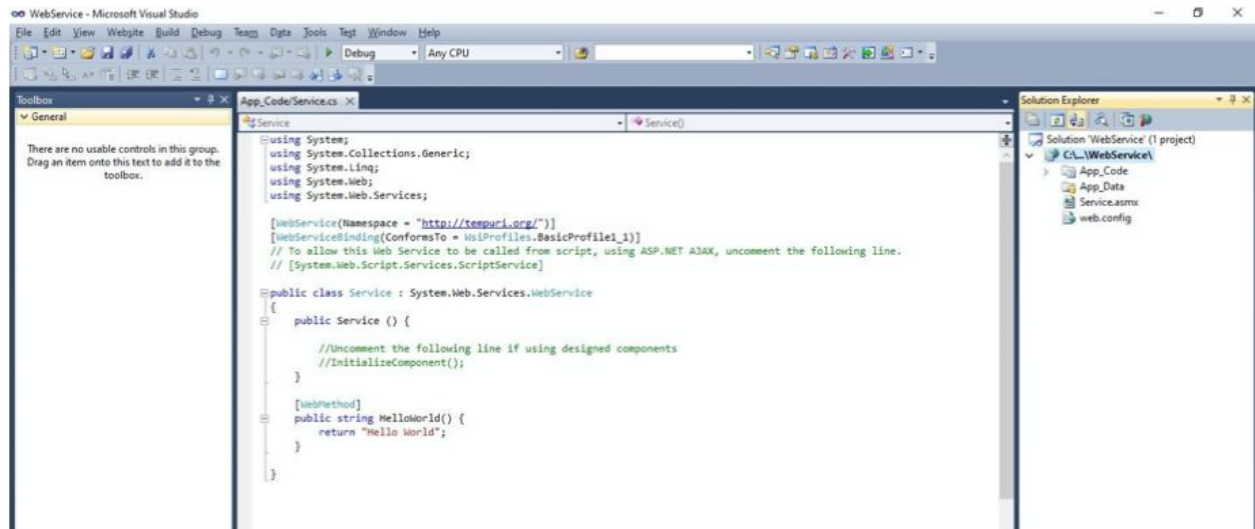 WebService - Microsoft Visual Studio
File Edit View Website Build Debug Team Data Tools Test Window Help
Debug Any CPU
Toolbox
General
There are no usable controls in this group.
Drag an item onto this text to add it to the
toolbox.
App_Code/Service.cs
Service Service()
using System;
using System.Collections.Generic;
using System.Linq;
using System.Web;
using System.Web.Services;
[WebService(Namespace = "http://tempuri.org/")]
[WebServiceBinding(ConformsTo = WsiProfiles.BasicProfile1_1)]
// To allow this Web Service to be called from script, using ASP.NET AJAX, uncomment the following line.
// [System.Web.Script.Services.ScriptService]
public class Service : System.Web.Services.WebService
{
public Service () {
//Uncomment the following line if using designed components
//InitializeComponent();
}
[WebMethod]
public string HelloWorld() {
return "Hello World";
}
}
Solution Explorer
Solution 'WebService' (1 project)
C:\...\WebService\
App_Code
App_Data
Service.asmx
web.config